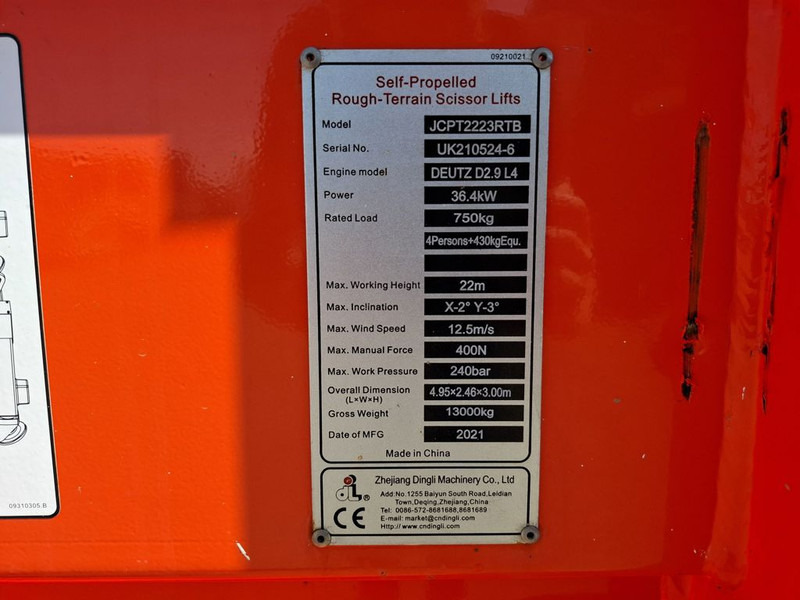 09210021
Self-Propelled
Rough-Terrain Scissor Lifts
Model JCPT2223RTB
Serial No. UK210524-6
Engine model DEUTZ D2.9 L4
Power 36.4kW
Rated Load 750kg
4Persons+430kgEqu.
Max. Working Height 22m
Max. Inclination X-2° Y-3°
Max. Wind Speed 12.5m/s
Max. Manual Force 400N
Max. Work Pressure 240bar
Overall Dimension 4.95×2.46×3.00m
(L×W×H)
Gross Weight 13000kg
Date of MFG 2021
Made in China
Zhejiang Dingli Machinery Co., Ltd
Add:No.1255 Baiyun South Road,Leidian
Town,Deqing,Zhejiang,China
Tel: 0086-572-8681688,8681689
E-mail: market@cndingli.com
Http:// www.cndingli.com
®
CE
09310305.B